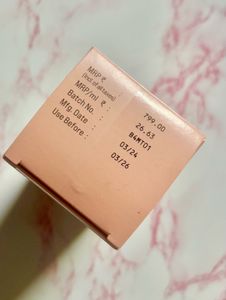 MRP ₹ : 799.00
(Incl. of all taxes)
MRP/ml ₹ : 26.63
Batch No. : B4MT01
Mfg. Date : 03/24
Use Before : 03/26